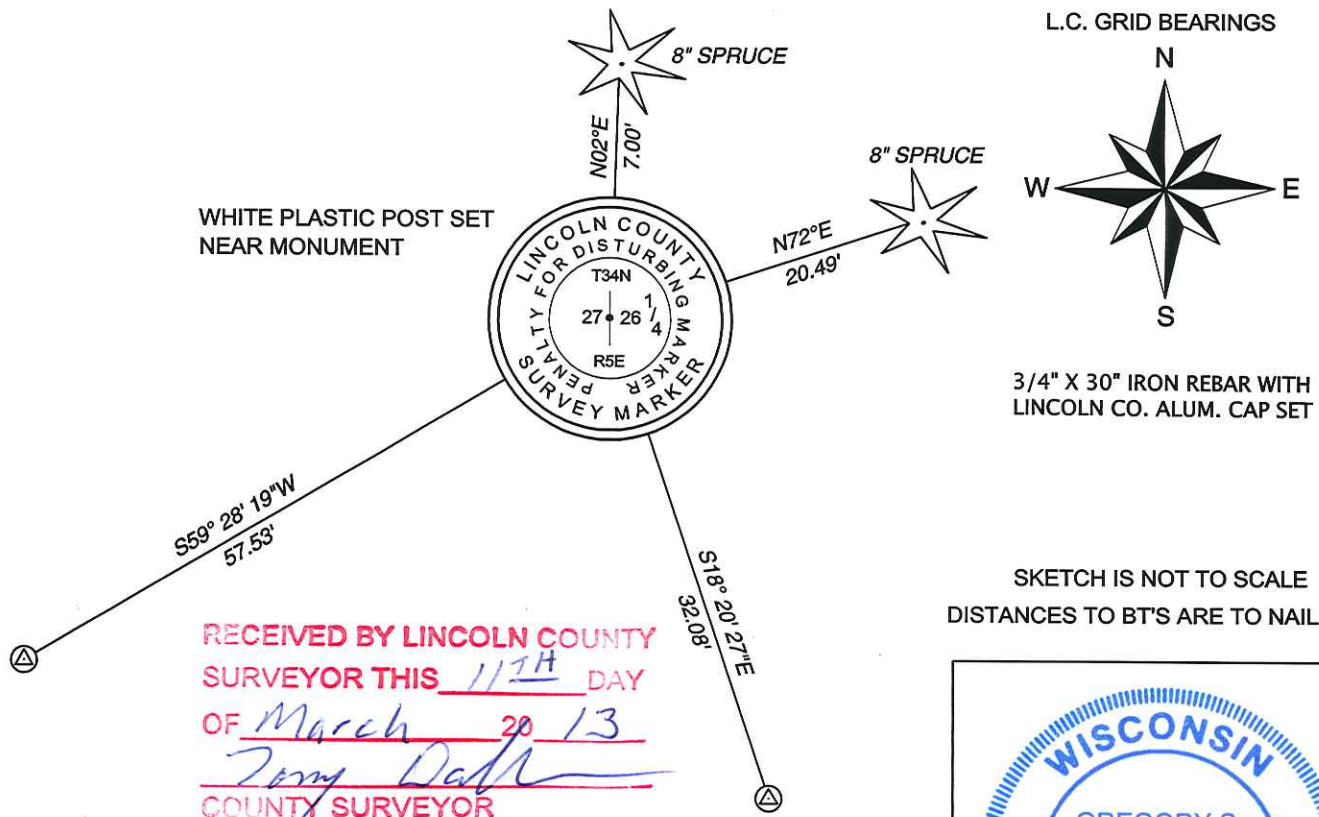 L.C. GRID BEARINGS
N
W
E
S
8" SPRUCE
N02°E
7.00'
8" SPRUCE
N72°E
20.49'
WHITE PLASTIC POST SET
NEAR MONUMENT
LINCOLN COUNTY
SURVEY MARKER
PENALTY FOR DISTURBING MARKER
T34N
27 26 1/4
R5E
3/4" X 30" IRON REBAR WITH
LINCOLN CO. ALUM. CAP SET
S59° 28' 19"W
57.53'
S18° 20' 27"E
32.08'
SKETCH IS NOT TO SCALE
DISTANCES TO BT'S ARE TO NAIL
RECEIVED BY LINCOLN COUNTY
SURVEYOR THIS 11TH DAY
OF March 20 13
Tony
COUNTY SURVEYOR
WISCONSIN